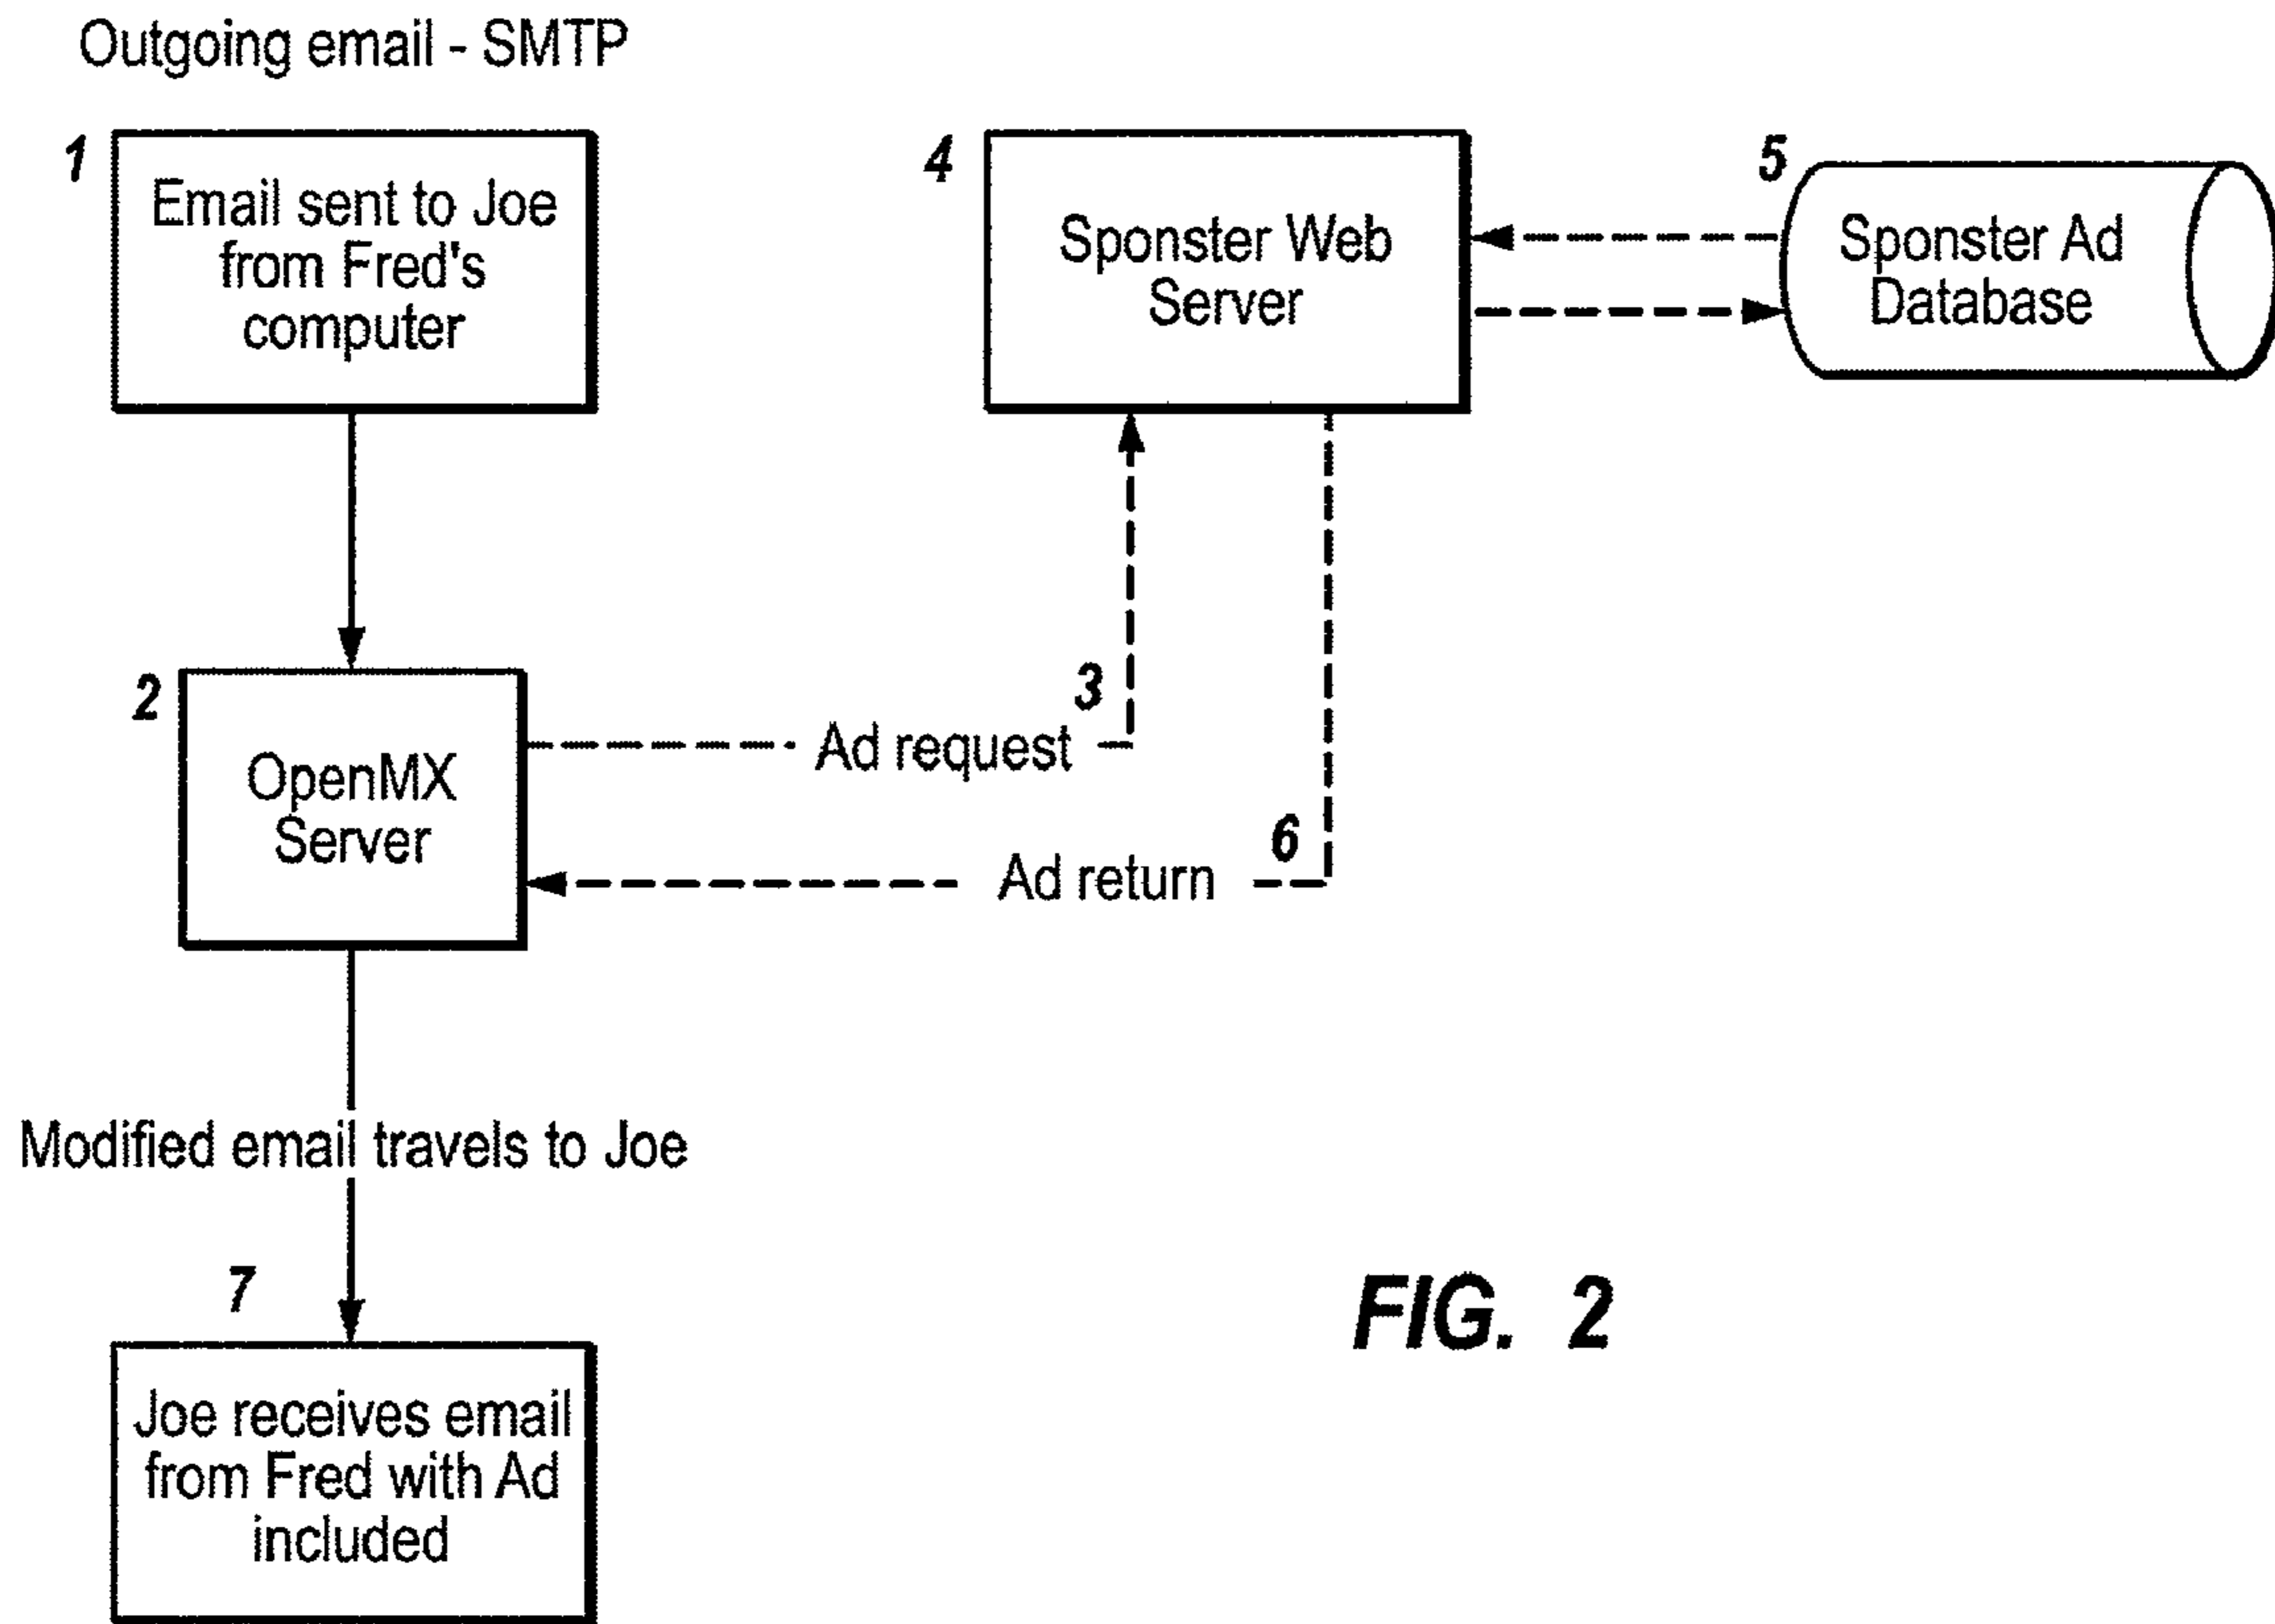 Outgoing email - SMTP
1
Email sent to Joe
from Fred's
computer
4
Sponster Web
Server
5
Sponster Ad
Database
2
OpenMX
Server
3
Ad request
6
Ad return
Modified email travels to Joe
7
Joe receives email
from Fred with Ad
included
FIG. 2